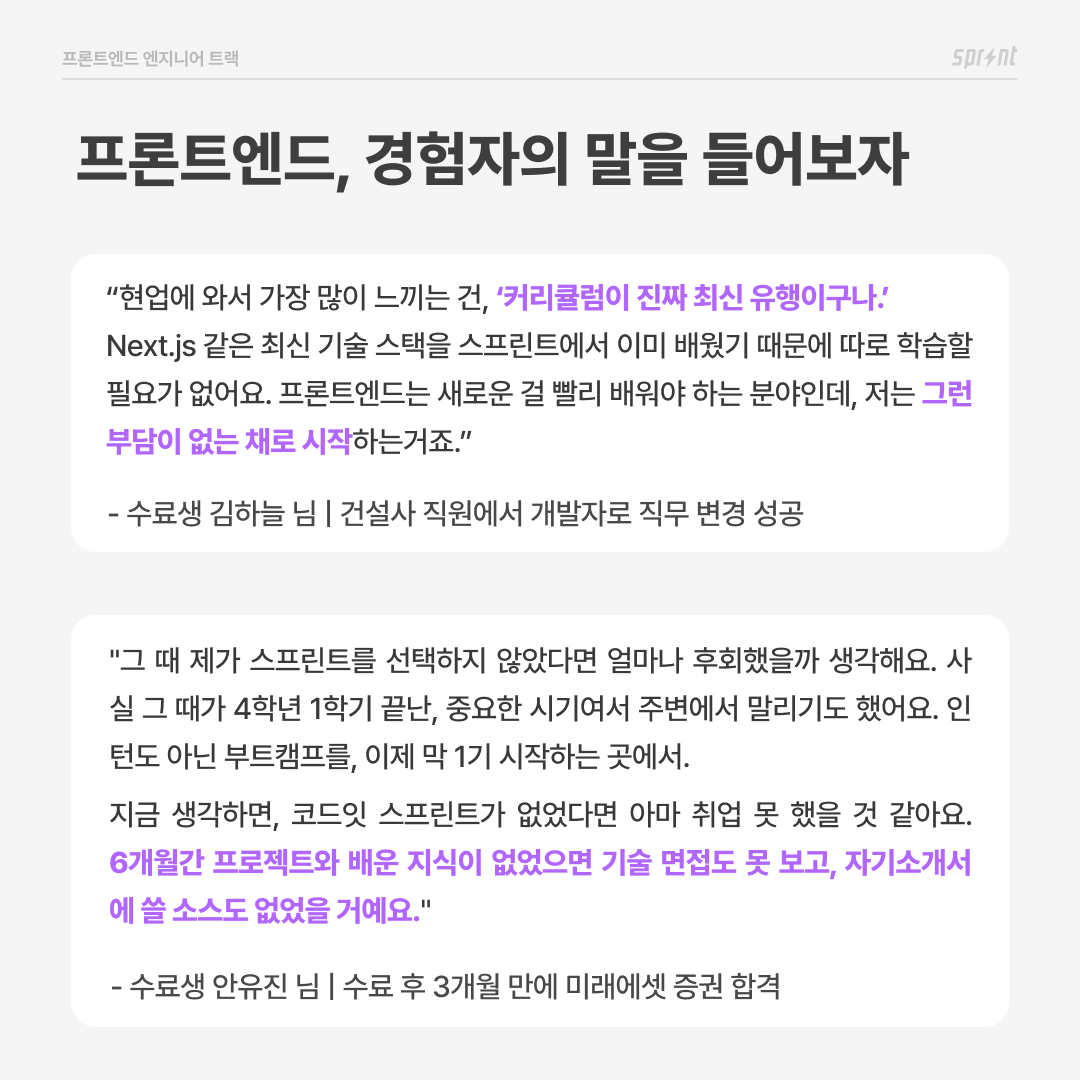 프론트엔드 엔지니어 트랙
sprint
프론트엔드, 경험자의 말을 들어보자
“현업에 와서 가장 많이 느끼는 건, ‘커리큘럼이 진짜 최신 유행이구나.’
Next.js 같은 최신 기술 스택을 스프린트에서 이미 배웠기 때문에 따로 학습할
필요가 없어요. 프론트엔드는 새로운 걸 빨리 배워야 하는 분야인데, 저는 그런
부담이 없는 채로 시작하는거죠.”
- 수료생 김하늘 님 | 건설사 직원에서 개발자로 직무 변경 성공
"그 때 제가 스프린트를 선택하지 않았다면 얼마나 후회했을까 생각해요. 사
실 그 때가 4학년 1학기 끝난, 중요한 시기여서 주변에서 말리기도 했어요. 인
턴도 아닌 부트캠프를, 이제 막 1기 시작하는 곳에서.
지금 생각하면, 코드잇 스프린트가 없었다면 아마 취업 못 했을 것 같아요.
6개월간 프로젝트와 배운 지식이 없었으면 기술 면접도 못 보고, 자기소개서
에 쓸 소스도 없었을 거예요."
- 수료생 안유진 님 | 수료 후 3개월 만에 미래에셋 증권 합격